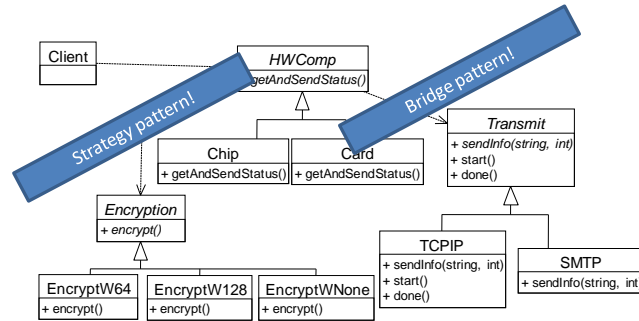 Client
HWComp
getAndSendStatus()
Strategy pattern!
Bridge pattern!
Transmit
+ sendInfo(string, int)
+ start()
+ done()
Chip
+ getAndSendStatus()
Card
+ getAndSendStatus()
Encryption
+ encrypt()
TCPIP
+ sendInfo(string, int)
+ start()
+ done()
SMTP
+ sendInfo(string, int)
EncryptW64
+ encrypt()
EncryptW128
+ encrypt()
EncryptWNone
+ encrypt()